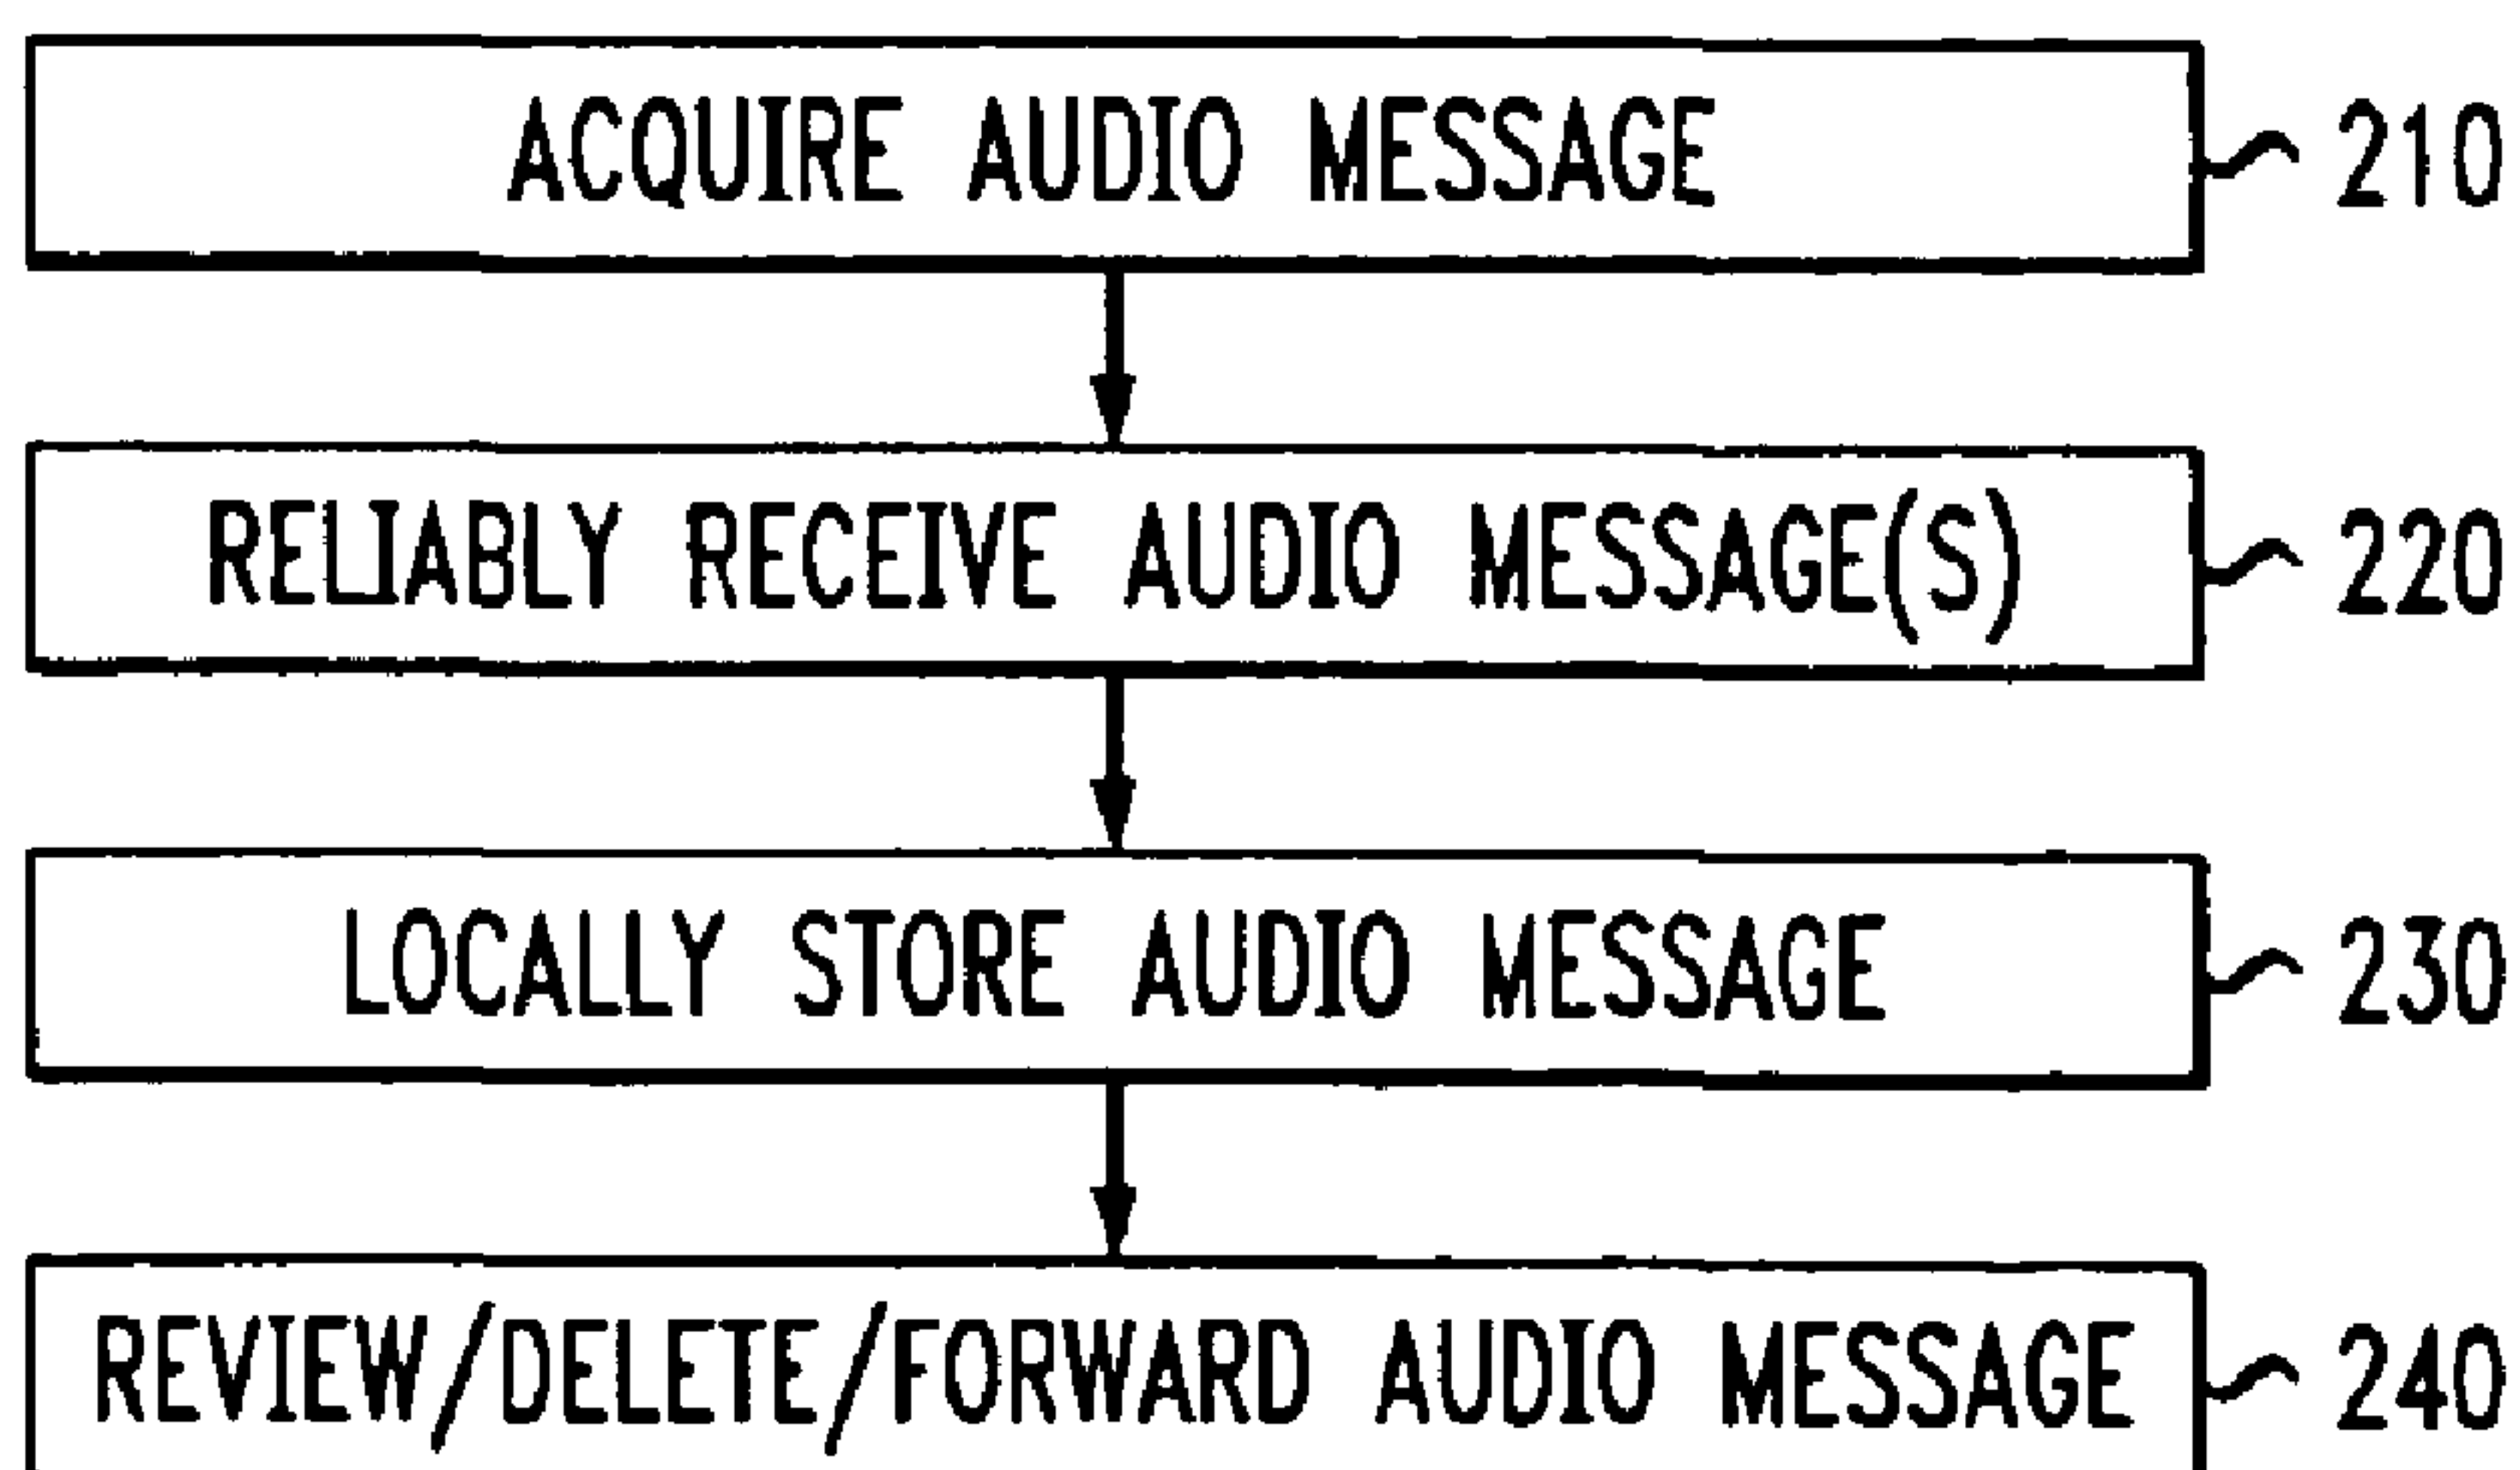 ACQUIRE AUDIO MESSAGE 210
RELIABLY RECEIVE AUDIO MESSAGE(S) 220
LOCALLY STORE AUDIO MESSAGE 230
REVIEW/DELETE/FORWARD AUDIO MESSAGE 240